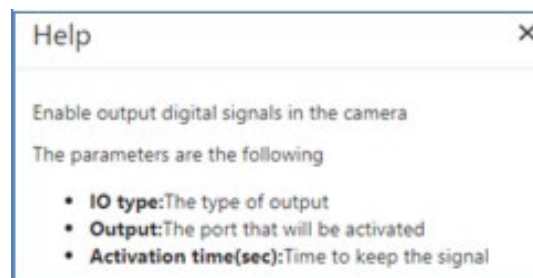 Help
Enable output digital signals in the camera
The parameters are the following
• IO type:The type of output
• Output:The port that will be activated
• Activation time(sec):Time to keep the signal